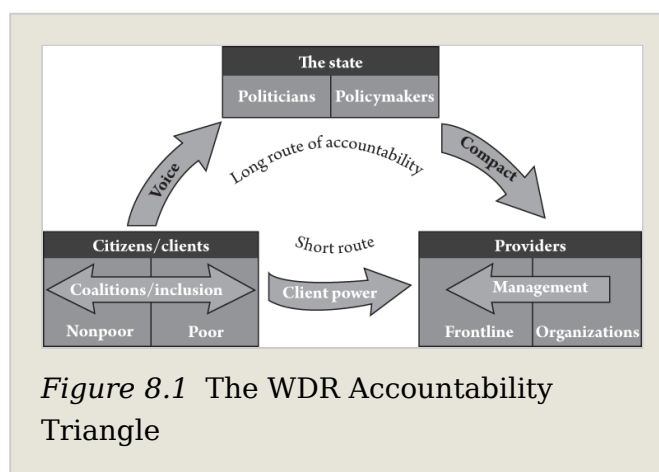 The state
Politicians Policymakers
Long route of accountability
Voice
Compact
Short route
Citizens/clients
Providers
Coalitions/inclusion
Client power
Management
Nonpoor Poor
Frontline Organizations
Figure 8.1 The WDR Accountability
Triangle